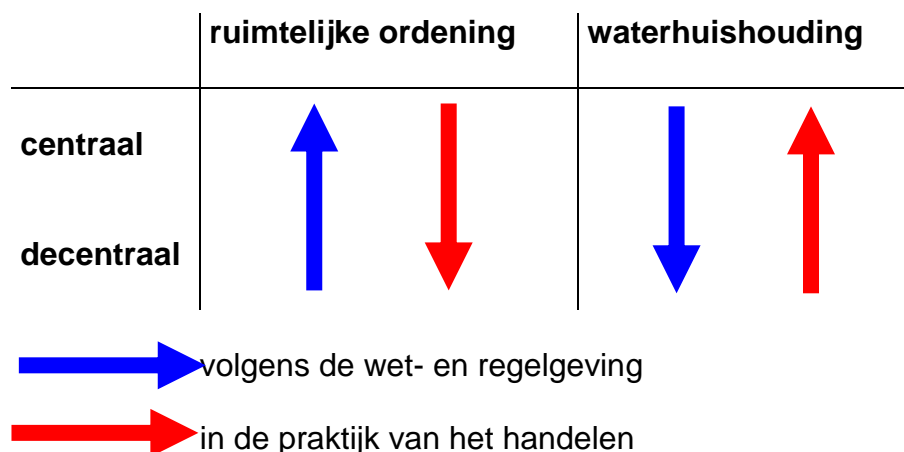 ruimtelijke ordening waterhuishouding
centraal
decentraal
volgens de wet- en regelgeving
in de praktijk van het handelen